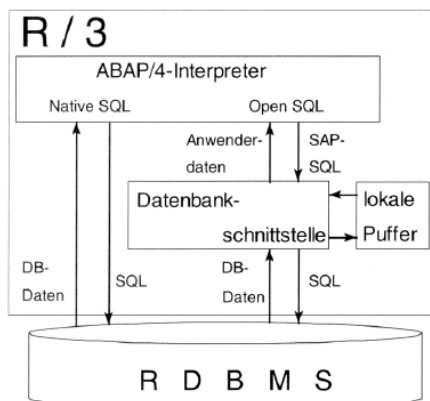 R / 3
ABAP/4-Interpreter
Native SQL
Open SQL
Anwender-
daten
SAP-
SQL
Datenbank-
schnittstelle
lokale
Puffer
DB-
Daten
SQL
DB-
Daten
SQL
R D B M S